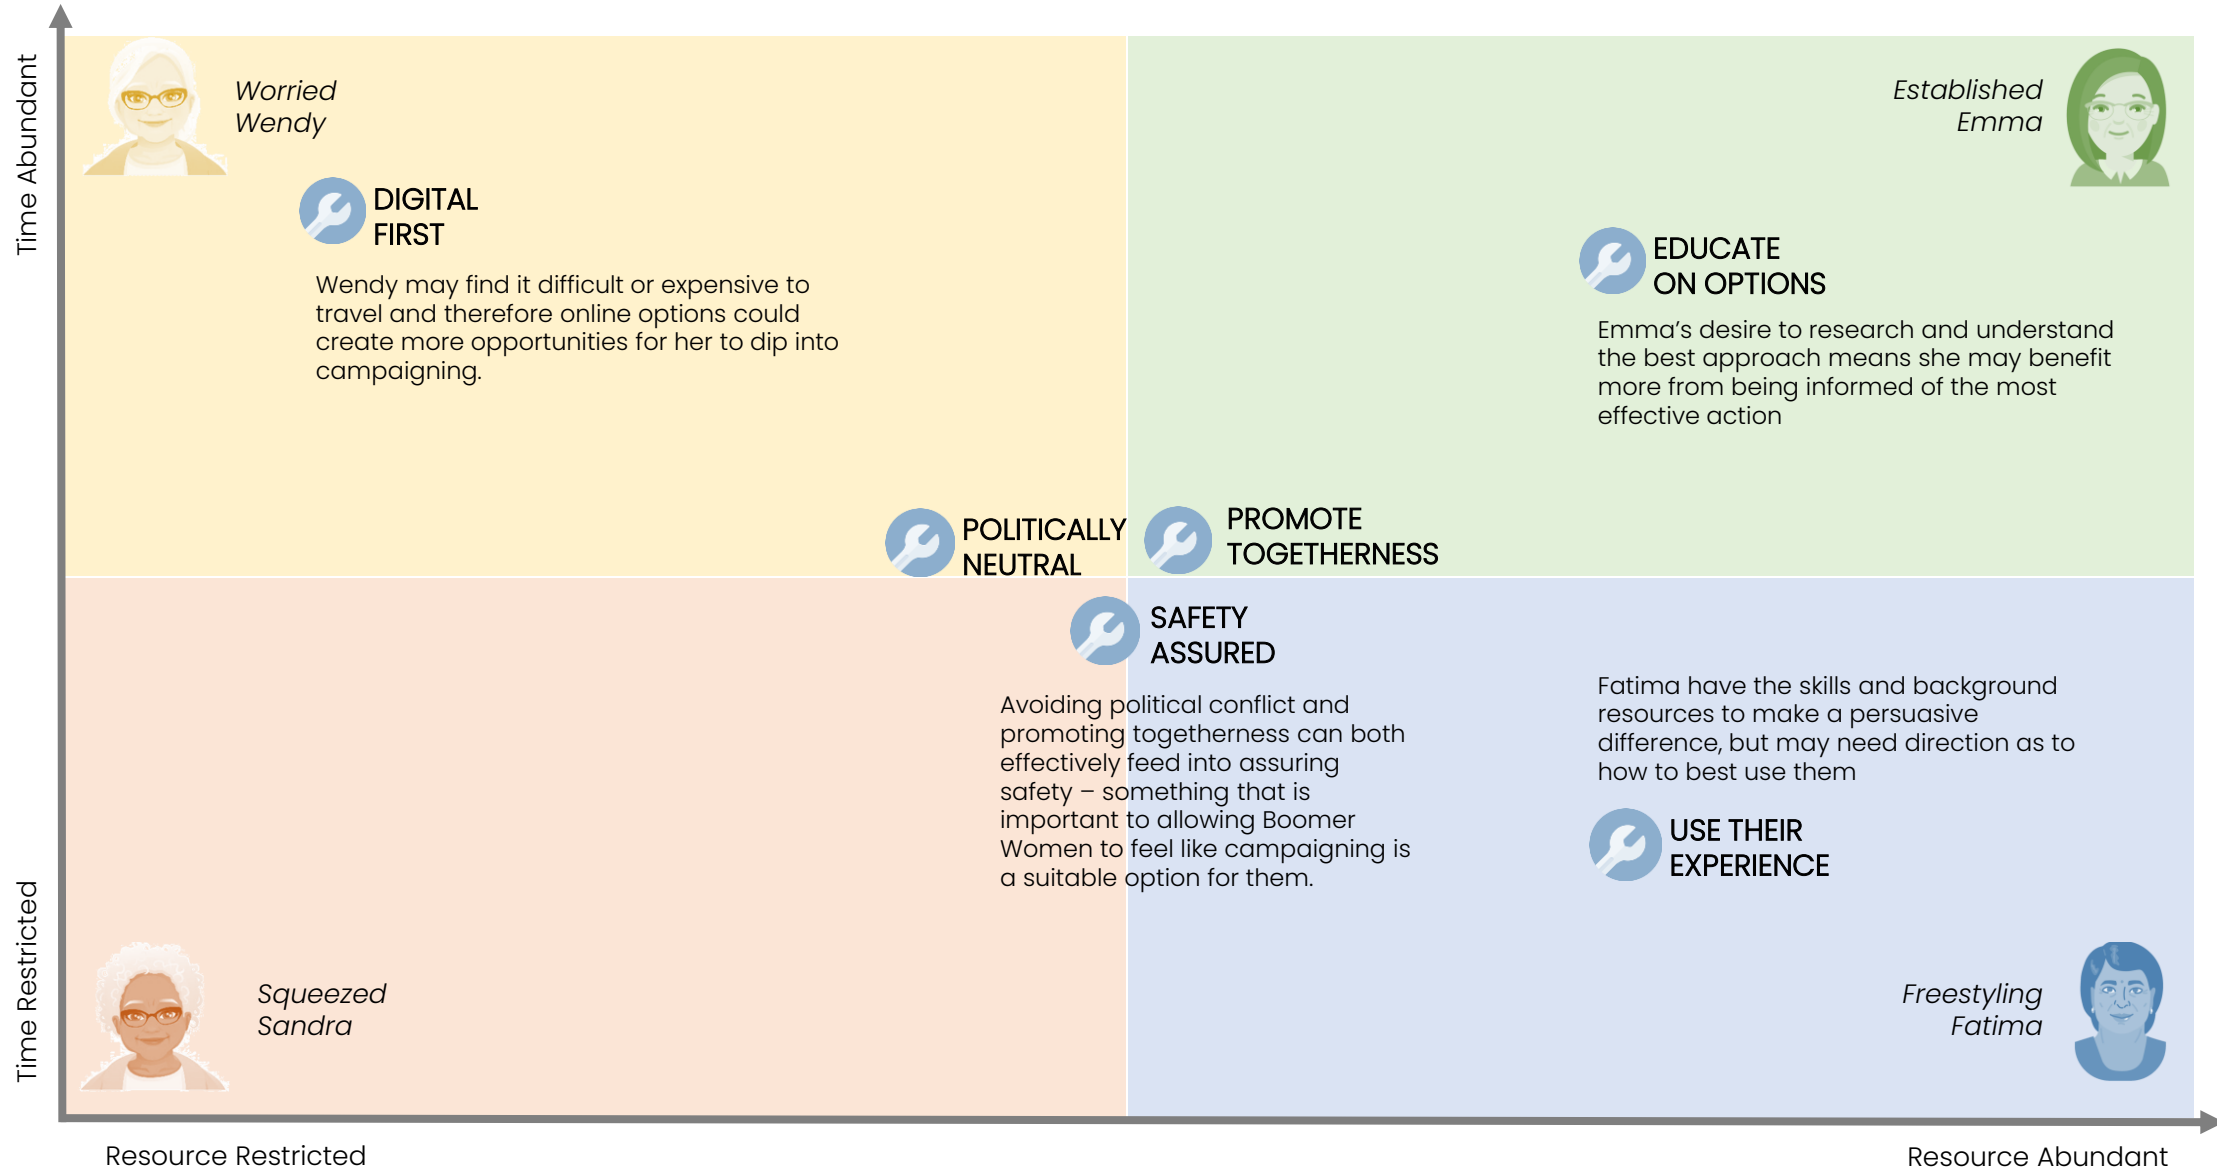 Time Abundant
Worried
Wendy
Established
Emma
DIGITAL
FIRST
Wendy may find it difficult or expensive to
travel and therefore online options could
create more opportunities for her to dip into
campaigning.
EDUCATE
ON OPTIONS
Emma’s desire to research and understand
the best approach means she may benefit
more from being informed of the most
effective action
POLITICALLY
NEUTRAL
PROMOTE
TOGETHERNESS
SAFETY
ASSURED
Avoiding political conflict and
promoting togetherness can both
effectively feed into assuring
safety – something that is
important to allowing Boomer
Women to feel like campaigning is
a suitable option for them.
Fatima have the skills and background
resources to make a persuasive
difference, but may need direction as to
how to best use them
USE THEIR
EXPERIENCE
Time Restricted
Squeezed
Sandra
Freestyling
Fatima
Resource Restricted
Resource Abundant